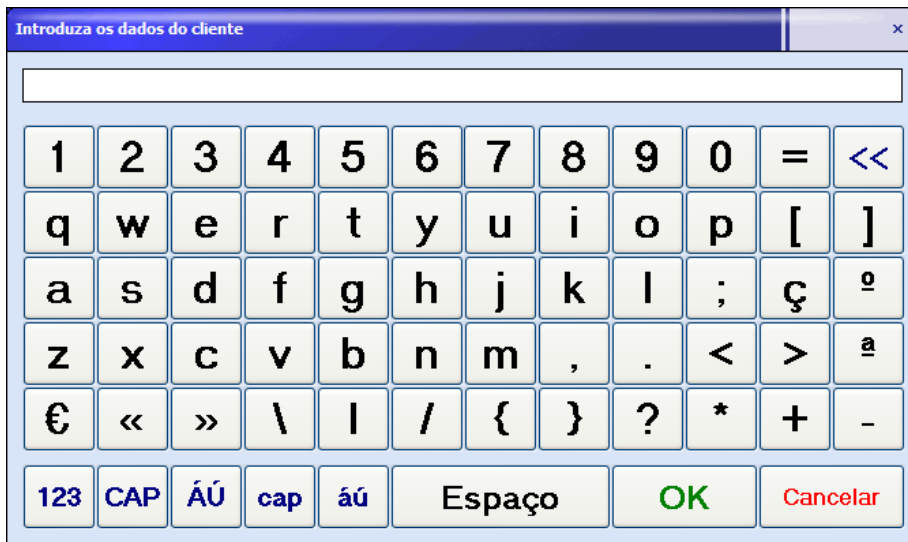 Introduza os dados do cliente x
1 2 3 4 5 6 7 8 9 0 = <<
q w e r t y u i o p [ ]
a s d f g h j k l ; ç º
z x c v b n m , . < > ª
€ « » \ | / { } ? * + -
123 CAP ÁÚ cap áú Espaço OK Cancelar